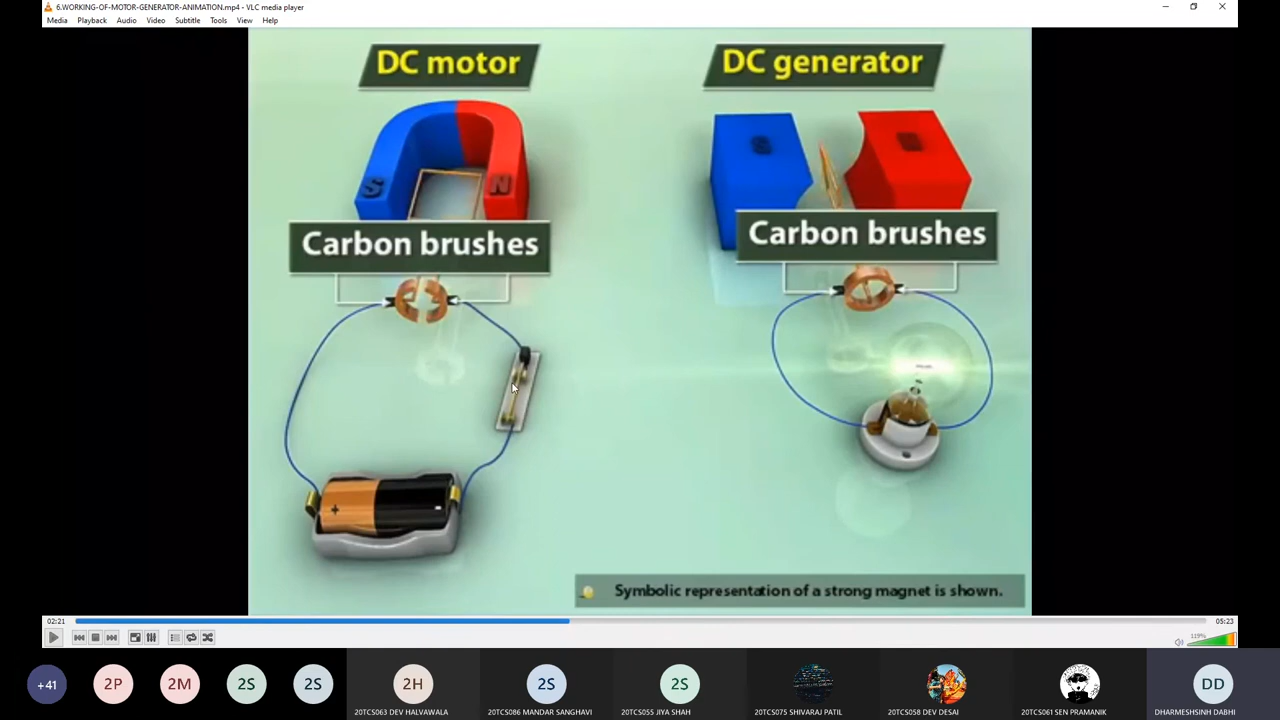 6.WORKING-OF-MOTOR-GENERATOR-ANIMATION.mp4 - VLC media player
Media Playback Audio Video Subtitle Tools View Help
DC motor
DC generator
S
N
S
Carbon brushes
Carbon brushes
+
-
Symbolic representation of a strong magnet is shown.
02:21
05:23
119%
+41
2P
2M
2S
2S
2H
2S
2S
DD
20TCS063 DEV HALVAWALA
20TCS086 MANDAR SANGHAVI
20TCS055 JIYA SHAH
20TCS075 SHIVARAJ PATIL
20TCS058 DEV DESAI
20TCS061 SEN PRAMANIK
DHARMESHSINH DABHI